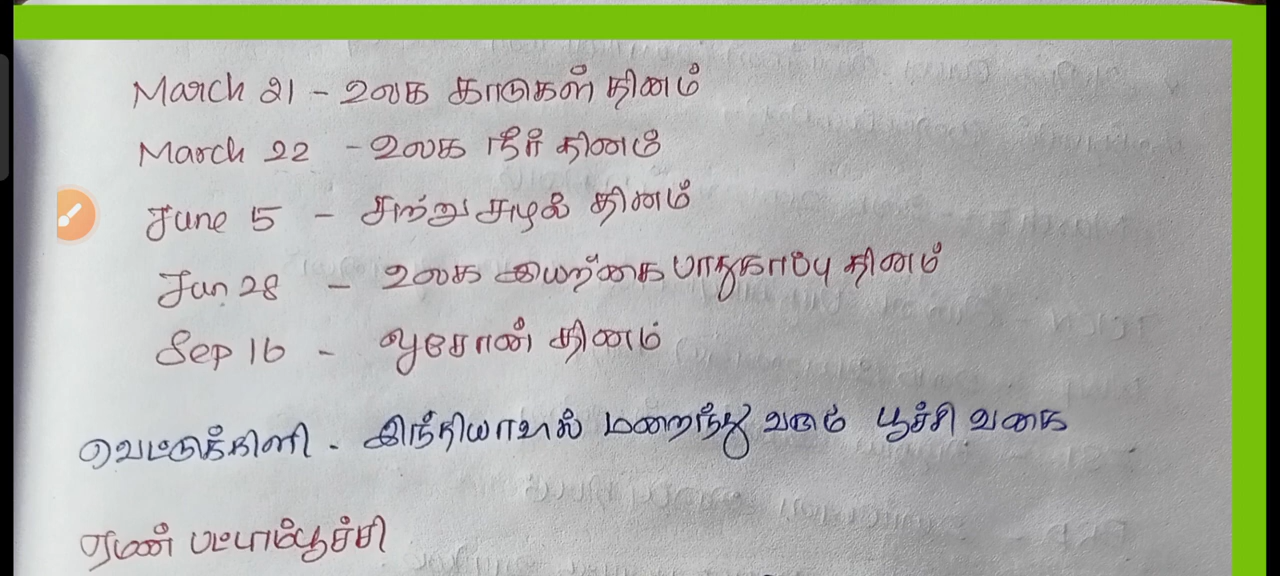 March 21 - உலக காடுகள் தினம்
March 22 - உலக நீர் தினம்
June 5 - சுற்றுசுழல் தினம்
Jun 28 - உலக இயற்கை பாதுகாப்பு தினம்
Sep 16 - ஓசோன் தினம்
வெட்டுக்கிளி - இந்தியாவில் மறைந்து வரும் பூச்சி வகை
ஏமன் பட்டாம்பூச்சி